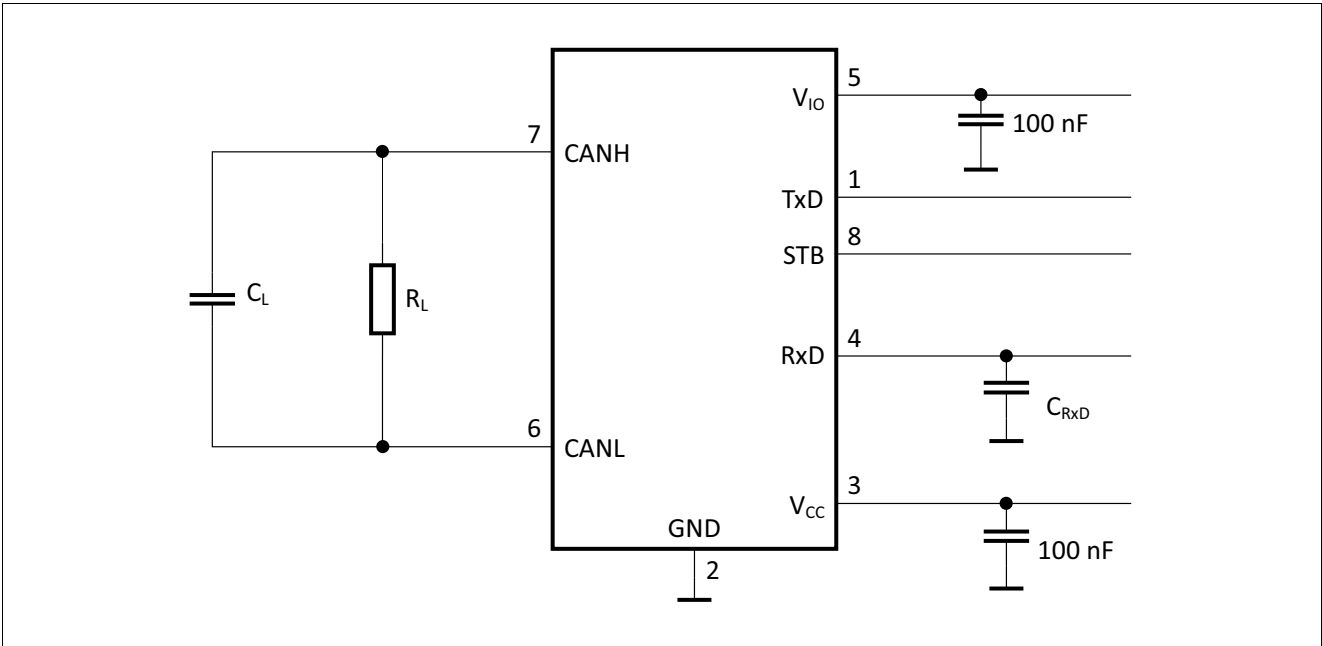 5
V_IO
100 nF
7
CANH
1
TxD
8
STB
C_L
R_L
4
RxD
C_RxD
6
CANL
3
V_CC
GND
100 nF
2